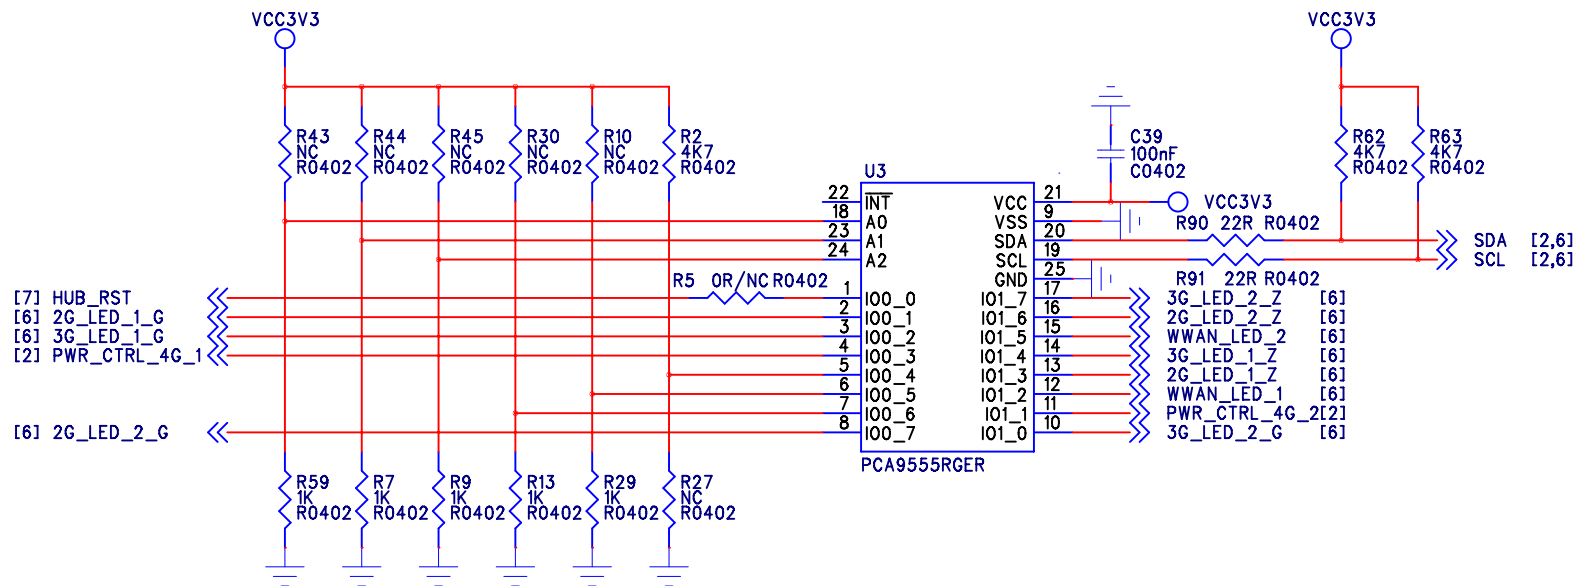 VCC3V3
VCC3V3
R43
NC
R0402
R44
NC
R0402
R45
NC
R0402
R30
NC
R0402
R10
NC
R0402
R2
4K7
R0402
C39
100nF
C0402
R62
4K7
R0402
R63
4K7
R0402
U3
22 INT
18 A0
23 A1
24 A2
1 IO0_0
2 IO0_1
3 IO0_2
4 IO0_3
5 IO0_4
6 IO0_5
7 IO0_6
8 IO0_7
VCC 21
VSS 9
SDA 20
SCL 19
GND 25
IO1_7 17
IO1_6 16
IO1_5 15
IO1_4 14
IO1_3 13
IO1_2 12
IO1_1 11
IO1_0 10
PCA9555RGER
VCC3V3
R90 22R R0402
R91 22R R0402
SDA [2,6]
SCL [2,6]
R5 0R/NC R0402
[7] HUB_RST
[6] 2G_LED_1_G
[6] 3G_LED_1_G
[2] PWR_CTRL_4G_1
[6] 2G_LED_2_G
3G_LED_2_Z [6]
2G_LED_2_Z [6]
WWAN_LED_2 [6]
3G_LED_1_Z [6]
2G_LED_1_Z [6]
WWAN_LED_1 [6]
PWR_CTRL_4G_2[2]
3G_LED_2_G [6]
R59
1K
R0402
R7
1K
R0402
R9
1K
R0402
R13
1K
R0402
R29
1K
R0402
R27
NC
R0402